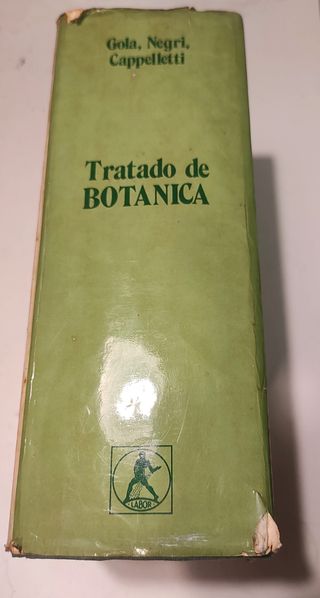 Gola, Negri,
Cappelletti
Tratado de
BOTANICA
LABOR